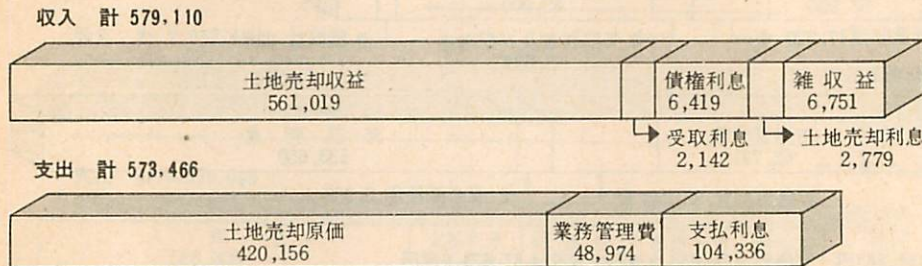 収入 計 579,110
土地売却収益
561,019
債権利息
6,419
雑収益
6,751
受取利息
2,142
土地売却利息
2,779
支出 計 573,466
土地売却原価
420,156
業務管理費
48,974
支払利息
104,336